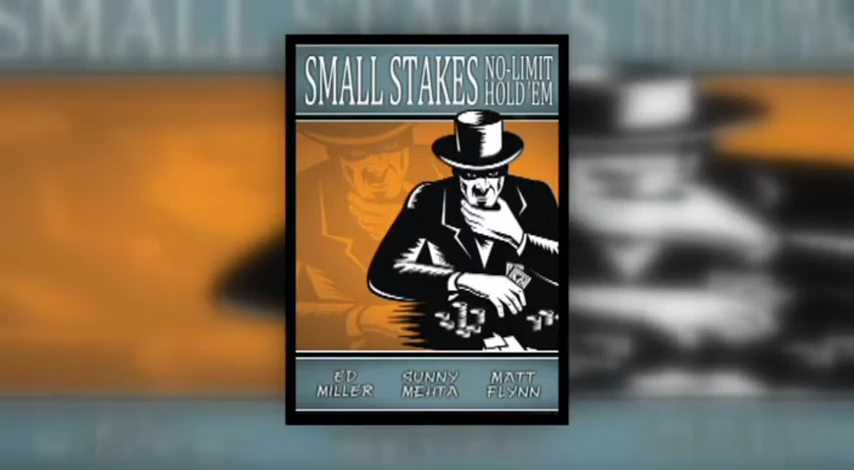 SMALL STAKES NO-LIMIT HOLD'EM
ED MILLER
SUNNY MEHTA
MATT FLYNN